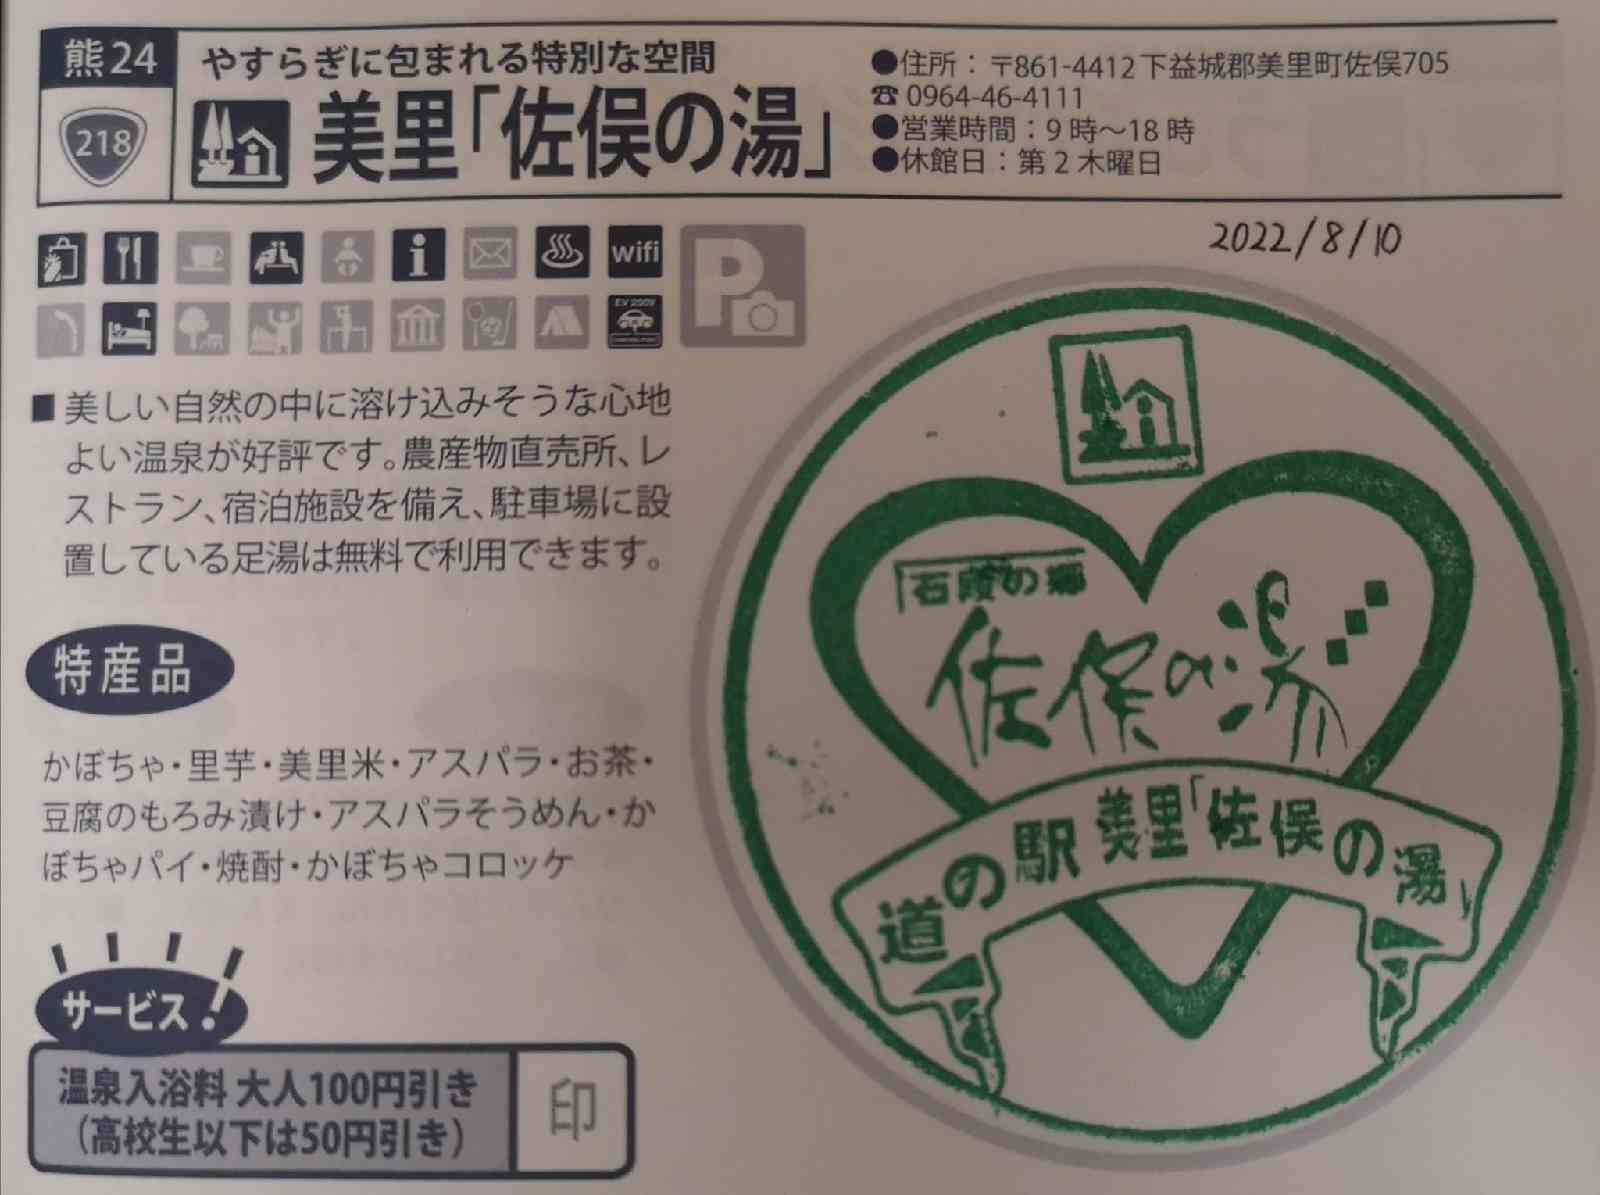 熊24
218
やすらぎに包まれる特別な空間
美里「佐俣の湯」
●住所：〒861-4412下益城郡美里町佐俣705
☎ 0964-46-4111
●営業時間：9時〜18時
●休館日：第2木曜日
2022/8/10
i
wifi
P
EV 200V
■美しい自然の中に溶け込みそうな心地
よい温泉が好評です。農産物直売所、レ
ストラン、宿泊施設を備え、駐車場に設
置している足湯は無料で利用できます。
特産品
かぼちゃ・里芋・美里米・アスパラ・お茶・
豆腐のもろみ漬け・アスパラそうめん・か
ぼちゃパイ・焼酎・かぼちゃコロッケ
サービス!
温泉入浴料 大人100円引き
（高校生以下は50円引き）
印
石段の郷
佐俣の湯
道の駅美里「佐俣の湯」